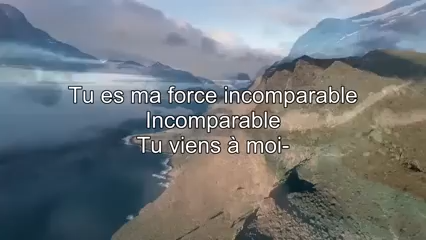 Tu es ma force incomparable
Incomparable
Tu viens à moi-